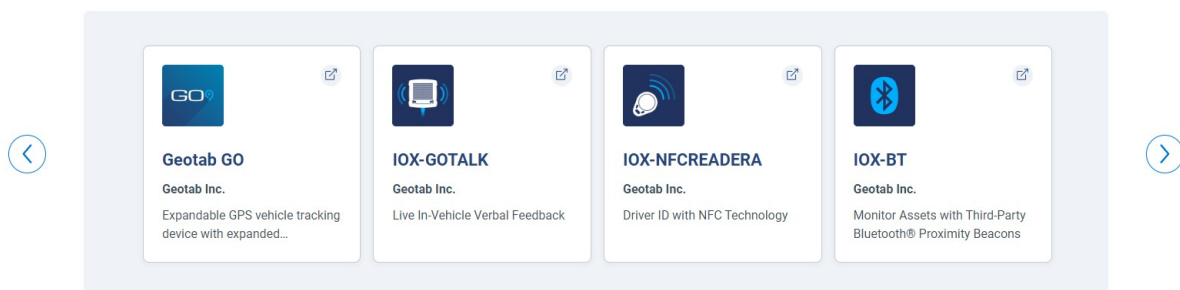 GO9
Geotab GO
Geotab Inc.
Expandable GPS vehicle tracking
device with expanded...
IOX-GOTALK
Geotab Inc.
Live In-Vehicle Verbal Feedback
IOX-NFCREADERA
Geotab Inc.
Driver ID with NFC Technology
IOX-BT
Geotab Inc.
Monitor Assets with Third-Party
Bluetooth® Proximity Beacons